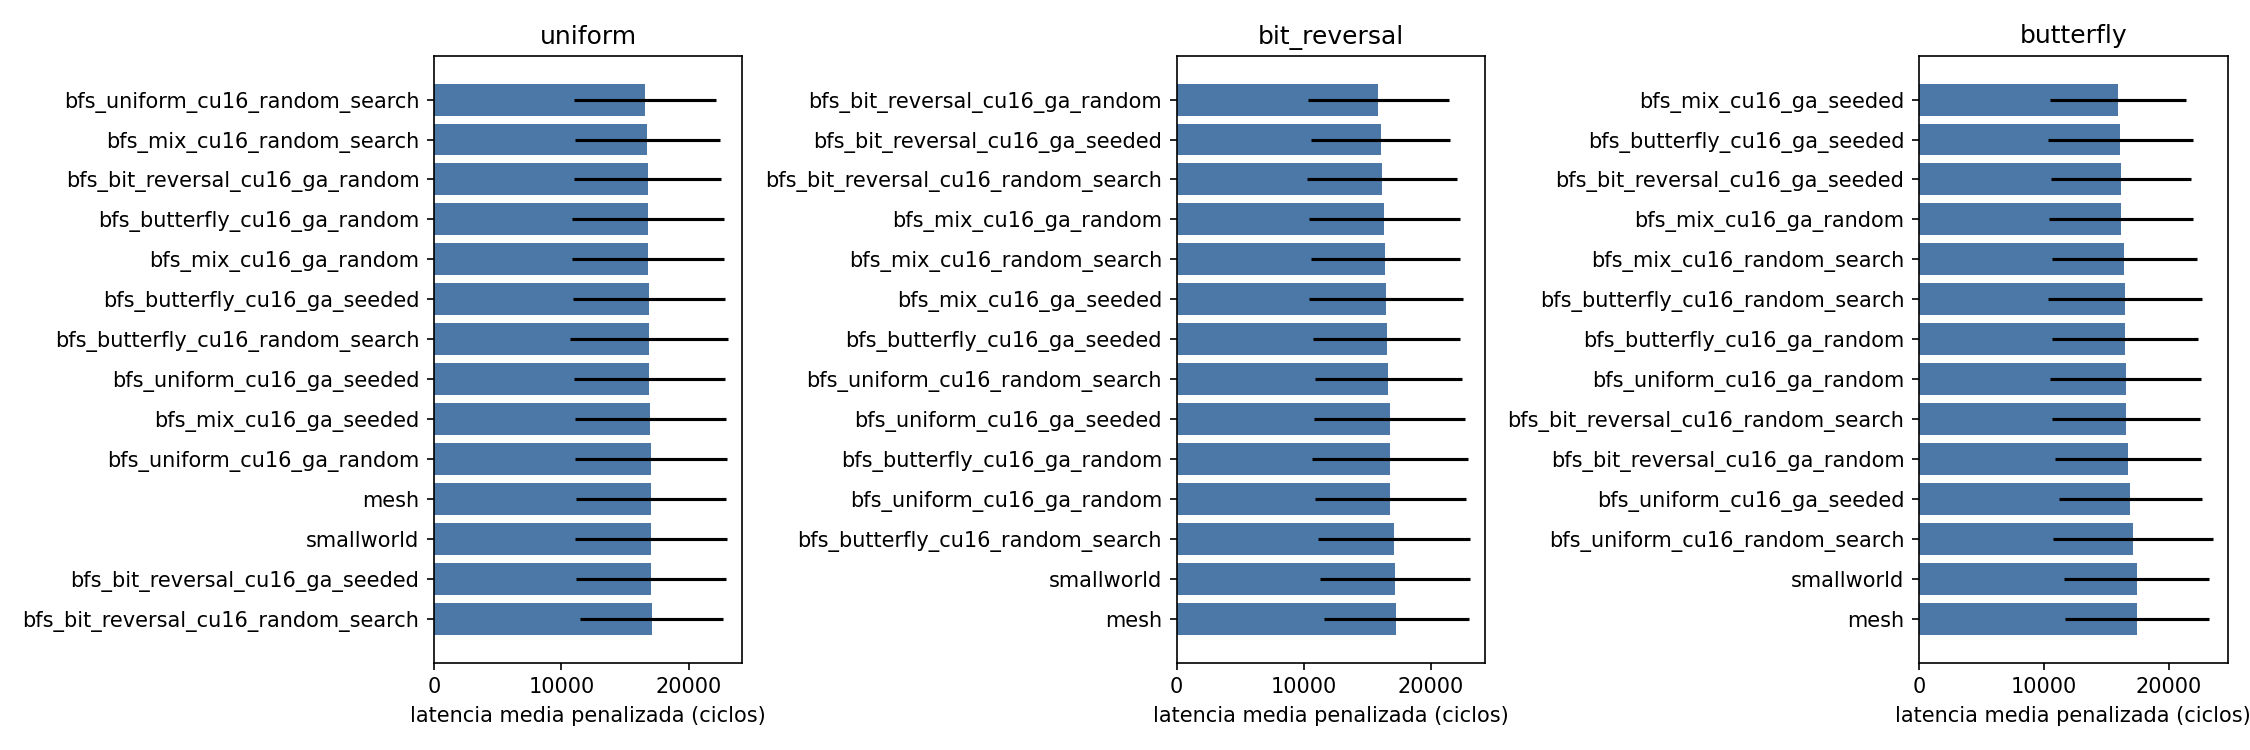 uniform
bfs_uniform_cu16_random_search
bfs_mix_cu16_random_search
bfs_bit_reversal_cu16_ga_random
bfs_butterfly_cu16_ga_random
bfs_mix_cu16_ga_random
bfs_butterfly_cu16_ga_seeded
bfs_butterfly_cu16_random_search
bfs_uniform_cu16_ga_seeded
bfs_mix_cu16_ga_seeded
bfs_uniform_cu16_ga_random
mesh
smallworld
bfs_bit_reversal_cu16_ga_seeded
bfs_bit_reversal_cu16_random_search
0 10000 20000
latencia media penalizada (ciclos)
bit_reversal
bfs_bit_reversal_cu16_ga_random
bfs_bit_reversal_cu16_ga_seeded
bfs_bit_reversal_cu16_random_search
bfs_mix_cu16_ga_random
bfs_mix_cu16_random_search
bfs_mix_cu16_ga_seeded
bfs_butterfly_cu16_ga_seeded
bfs_uniform_cu16_random_search
bfs_uniform_cu16_ga_seeded
bfs_butterfly_cu16_ga_random
bfs_uniform_cu16_ga_random
bfs_butterfly_cu16_random_search
smallworld
mesh
0 10000 20000
latencia media penalizada (ciclos)
butterfly
bfs_mix_cu16_ga_seeded
bfs_butterfly_cu16_ga_seeded
bfs_bit_reversal_cu16_ga_seeded
bfs_mix_cu16_ga_random
bfs_mix_cu16_random_search
bfs_butterfly_cu16_random_search
bfs_butterfly_cu16_ga_random
bfs_uniform_cu16_ga_random
bfs_bit_reversal_cu16_random_search
bfs_bit_reversal_cu16_ga_random
bfs_uniform_cu16_ga_seeded
bfs_uniform_cu16_random_search
smallworld
mesh
0 10000 20000
latencia media penalizada (ciclos)